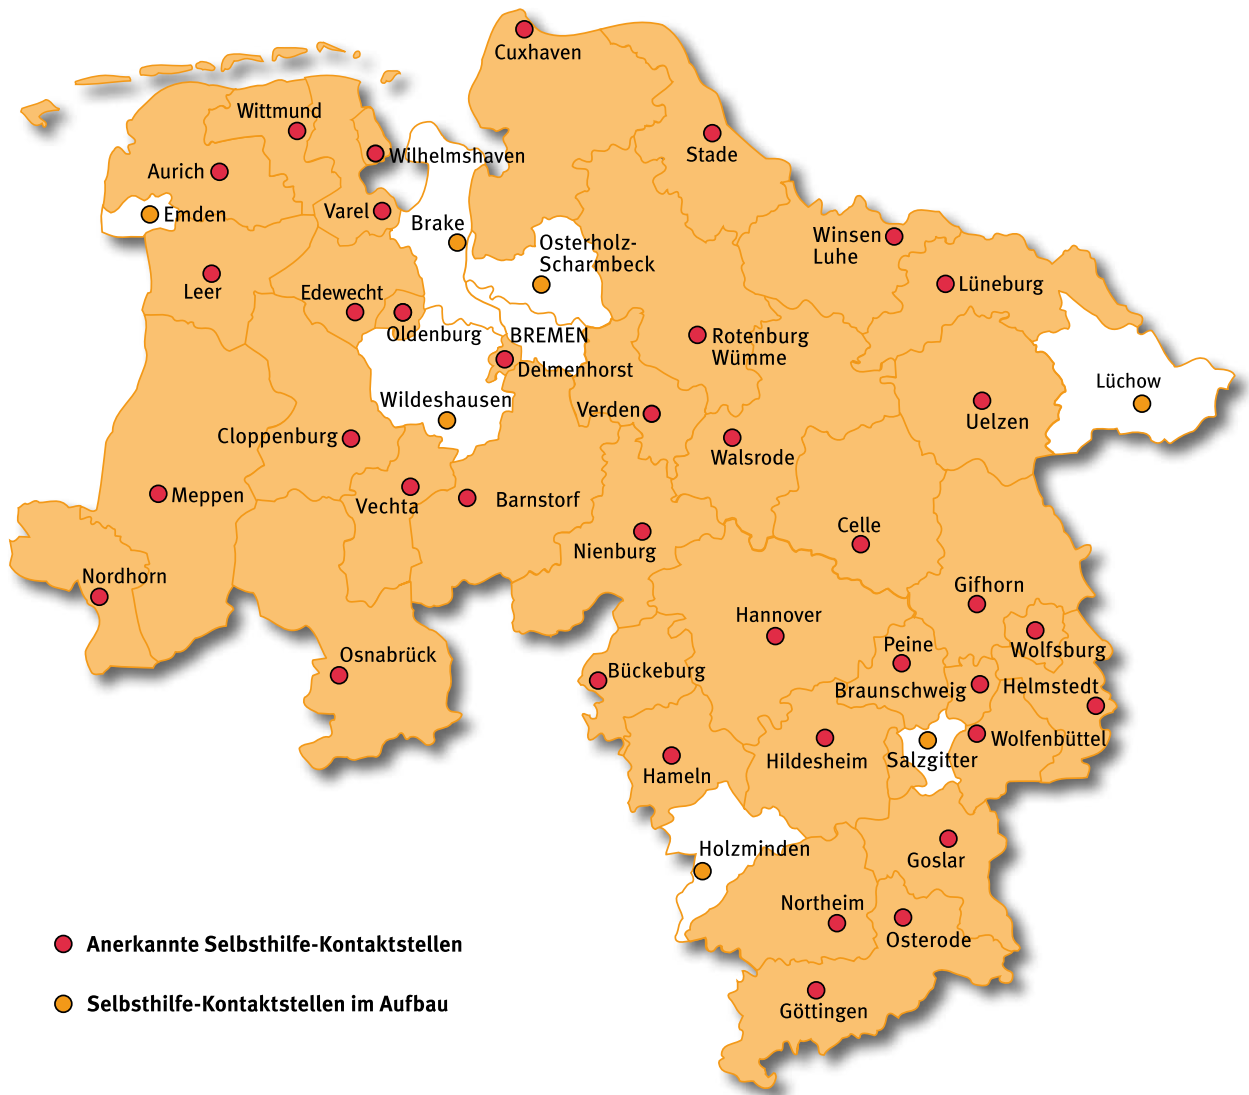 Cuxhaven
Wittmund
Stade
Wilhelmshaven
Aurich
Emden
Varel
Brake
Osterholz-
Scharmbeck
Winsen
Luhe
Leer
Edewecht
Lüneburg
Oldenburg
BREMEN
Rotenburg
Wümme
Delmenhorst
Lüchow
Wildeshausen
Verden
Uelzen
Cloppenburg
Walsrode
Meppen
Vechta
Barnstorf
Celle
Nienburg
Nordhorn
Gifhorn
Hannover
Peine
Wolfsburg
Osnabrück
Bückeburg
Braunschweig
Helmstedt
Wolfenbüttel
Hildesheim
Salzgitter
Hameln
Holzminden
Goslar
Northeim
Osterode
Göttingen
Anerkannte Selbsthilfe-Kontaktstellen
Selbsthilfe-Kontaktstellen im Aufbau